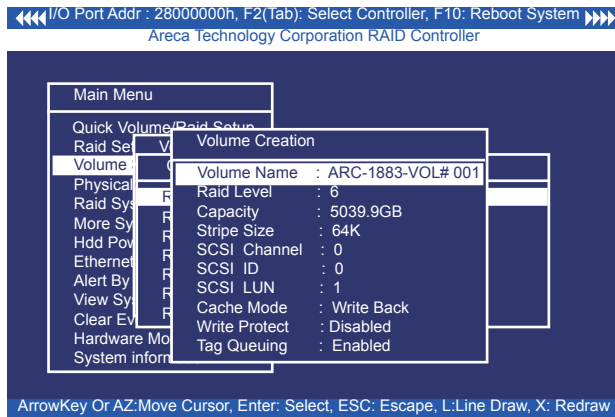 I/O Port Addr : 28000000h, F2(Tab): Select Controller, F10: Reboot System
Areca Technology Corporation RAID Controller
Main Menu
Quick Volume/Raid Setup
Raid Set
Volume
Physical
Raid Sys
More Sy
Hdd Pow
Ethernet
Alert By
View Sy
Clear Ev
Hardware Mo
System inform
V
C
R
R
R
R
R
R
R
Volume Creation
Volume Name : ARC-1883-VOL# 001
Raid Level : 6
Capacity : 5039.9GB
Stripe Size : 64K
SCSI Channel : 0
SCSI ID : 0
SCSI LUN : 1
Cache Mode : Write Back
Write Protect : Disabled
Tag Queuing : Enabled
ArrowKey Or AZ:Move Cursor, Enter: Select, ESC: Escape, L:Line Draw, X: Redraw